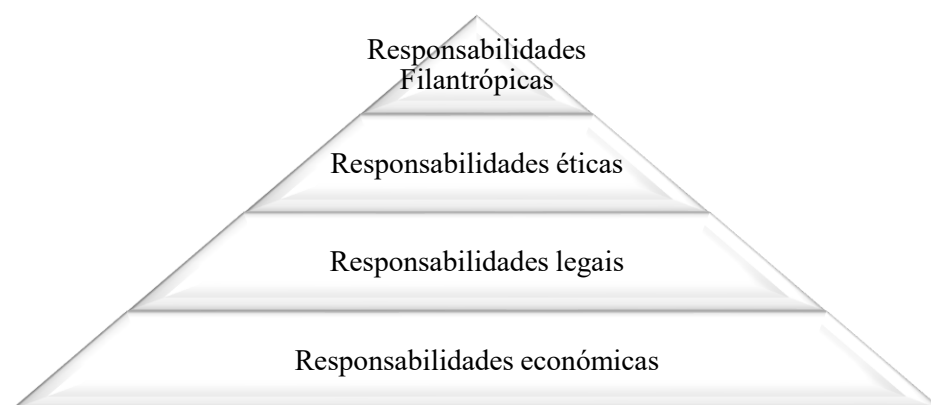 Responsabilidades
Filantrópicas
Responsabilidades éticas
Responsabilidades legais
Responsabilidades económicas